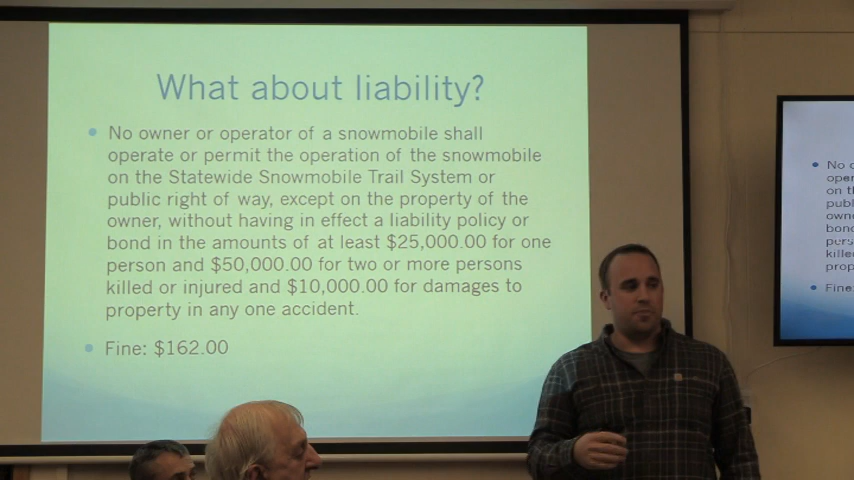 What about liability?
• No owner or operator of a snowmobile shall
operate or permit the operation of the snowmobile
on the Statewide Snowmobile Trail System or
public right of way, except on the property of the
owner, without having in effect a liability policy or
bond in the amounts of at least $25,000.00 for one
person and $50,000.00 for two or more persons
killed or injured and $10,000.00 for damages to
property in any one accident.
• Fine: $162.00
• No
on
• Fine: